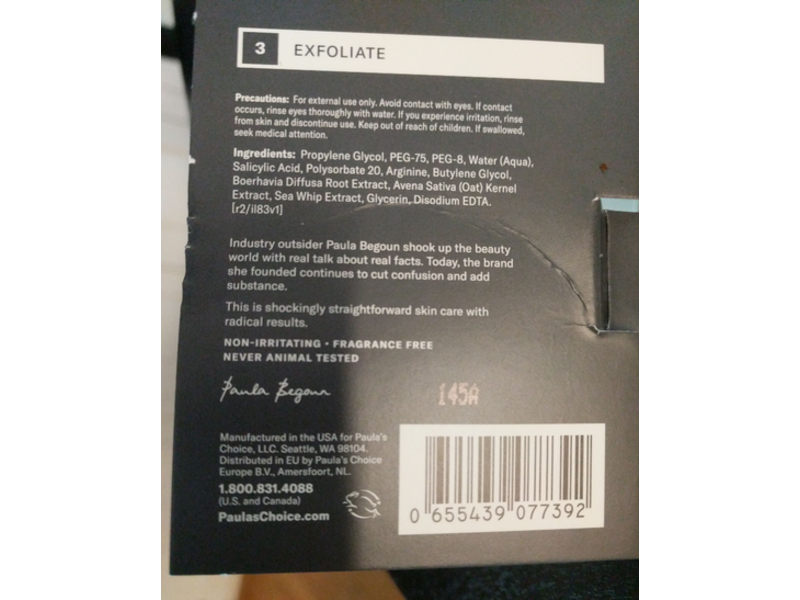 3 EXFOLIATE
Precautions: For external use only. Avoid contact with eyes. If contact
occurs, rinse eyes thoroughly with water. If you experience irritation, rinse
from skin and discontinue use. Keep out of reach of children. If swallowed,
seek medical attention.
Ingredients: Propylene Glycol, PEG-75, PEG-8, Water (Aqua),
Salicylic Acid, Polysorbate 20, Arginine, Butylene Glycol,
Boerhavia Diffusa Root Extract, Avena Sativa (Oat) Kernel
Extract, Sea Whip Extract, Glycerin, Disodium EDTA.
[r2/il83v1]
Industry outsider Paula Begoun shook up the beauty
world with real talk about real facts. Today, the brand
she founded continues to cut confusion and add
substance.
This is shockingly straightforward skin care with
radical results.
NON-IRRITATING • FRAGRANCE FREE
NEVER ANIMAL TESTED
Paula Begoun
145A
Manufactured in the USA for Paula's
Choice, LLC. Seattle, WA 98104.
Distributed in EU by Paula's Choice
Europe B.V., Amersfoort, NL.
1.800.831.4088
(U.S. and Canada)
PaulasChoice.com
0 655439 077392